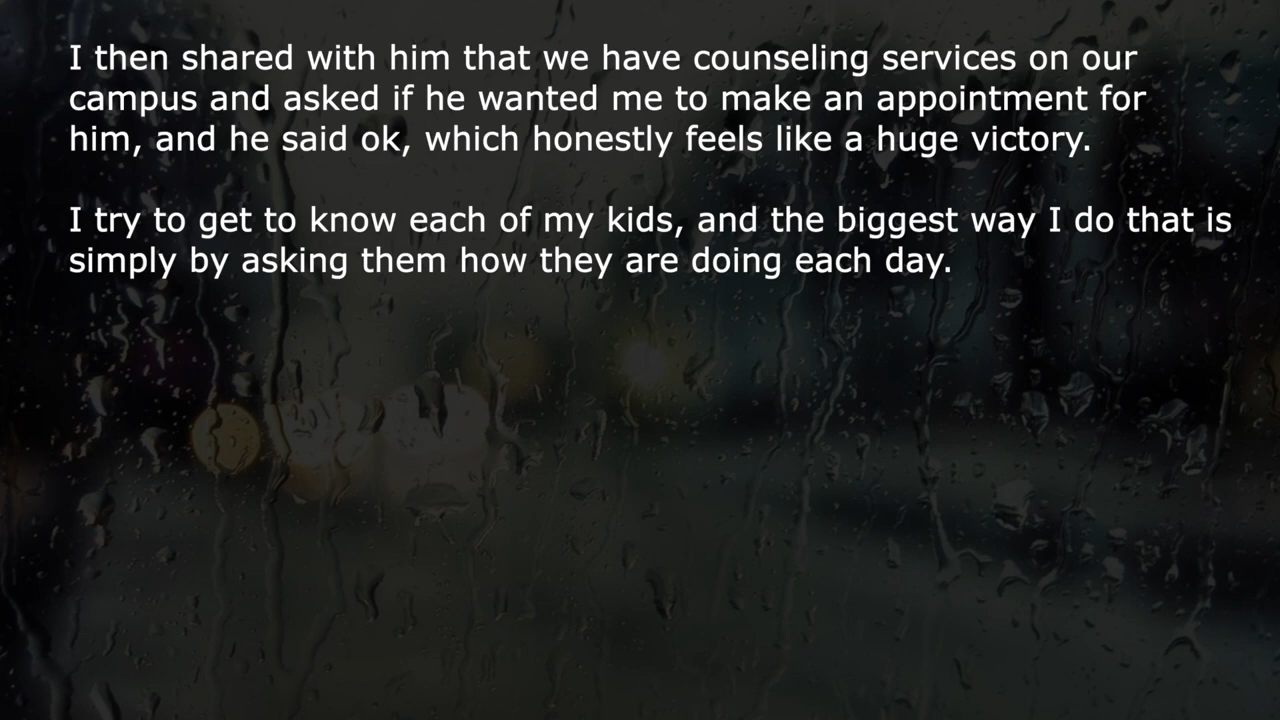 I then shared with him that we have counseling services on our
campus and asked if he wanted me to make an appointment for
him, and he said ok, which honestly feels like a huge victory.
I try to get to know each of my kids, and the biggest way I do that is
simply by asking them how they are doing each day.